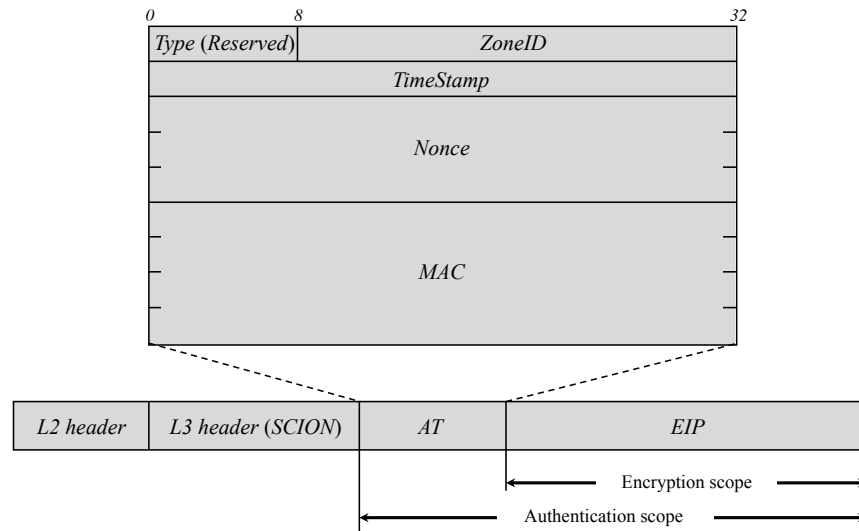 0 8 32
Type (Reserved) ZoneID
TimeStamp
Nonce
MAC
L2 header L3 header (SCION) AT EIP
Encryption scope
Authentication scope